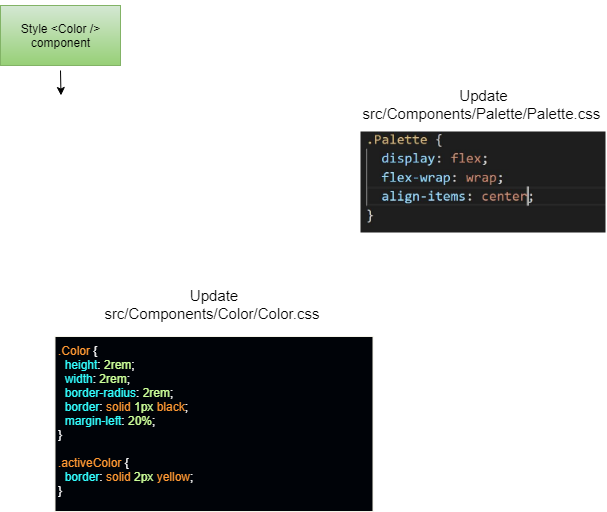 Style <Color />
component
Update
src/Components/Palette/Palette.css
.Palette {
  display: flex;
  flex-wrap: wrap;
  align-items: center;
}
Update
src/Components/Color/Color.css
.Color {
  height: 2rem;
  width: 2rem;
  border-radius: 2rem;
  border: solid 1px black;
  margin-left: 20%;
}
.activeColor {
  border: solid 2px yellow;
}